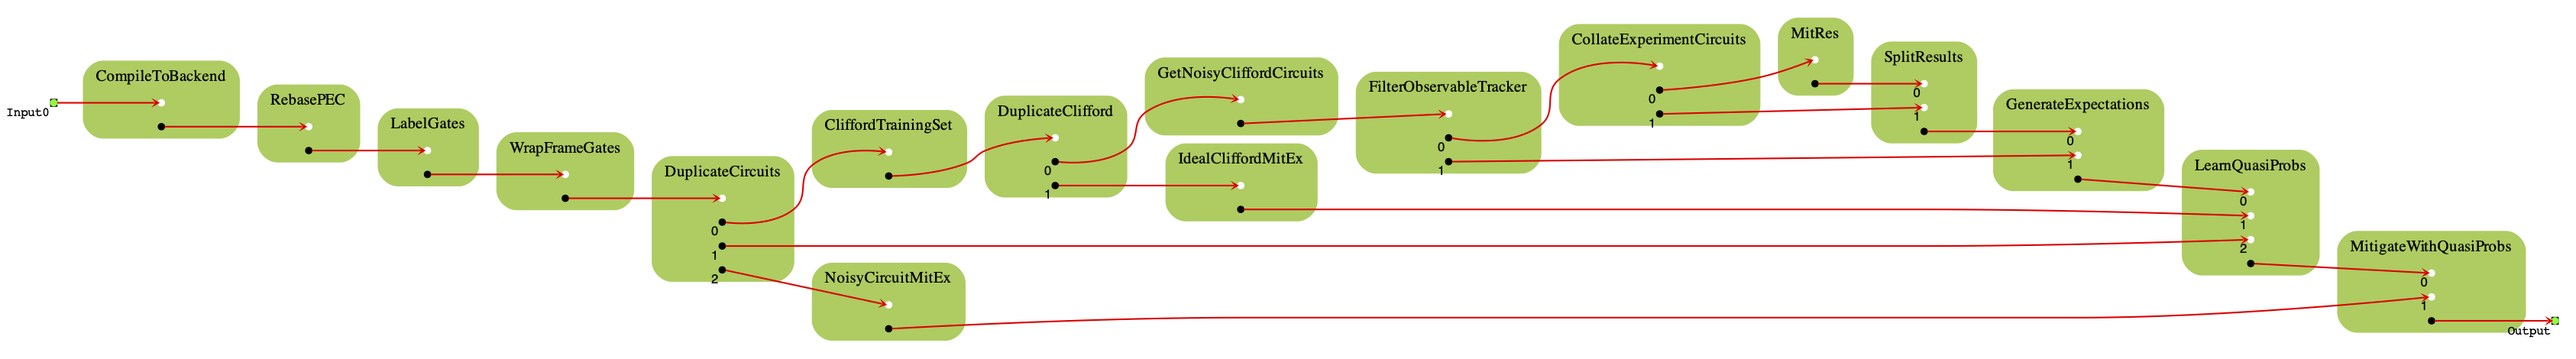 Input0
CompileToBackend
RebasePEC
LabelGates
WrapFrameGates
DuplicateCircuits
0
1
2
CliffordTrainingSet
NoisyCircuitMitEx
DuplicateClifford
0
1
GetNoisyCliffordCircuits
IdealCliffordMitEx
FilterObservableTracker
0
1
CollateExperimentCircuits
0
1
MitRes
SplitResults
0
1
GenerateExpectations
0
1
LearnQuasiProbs
0
1
2
MitigateWithQuasiProbs
0
1
Output